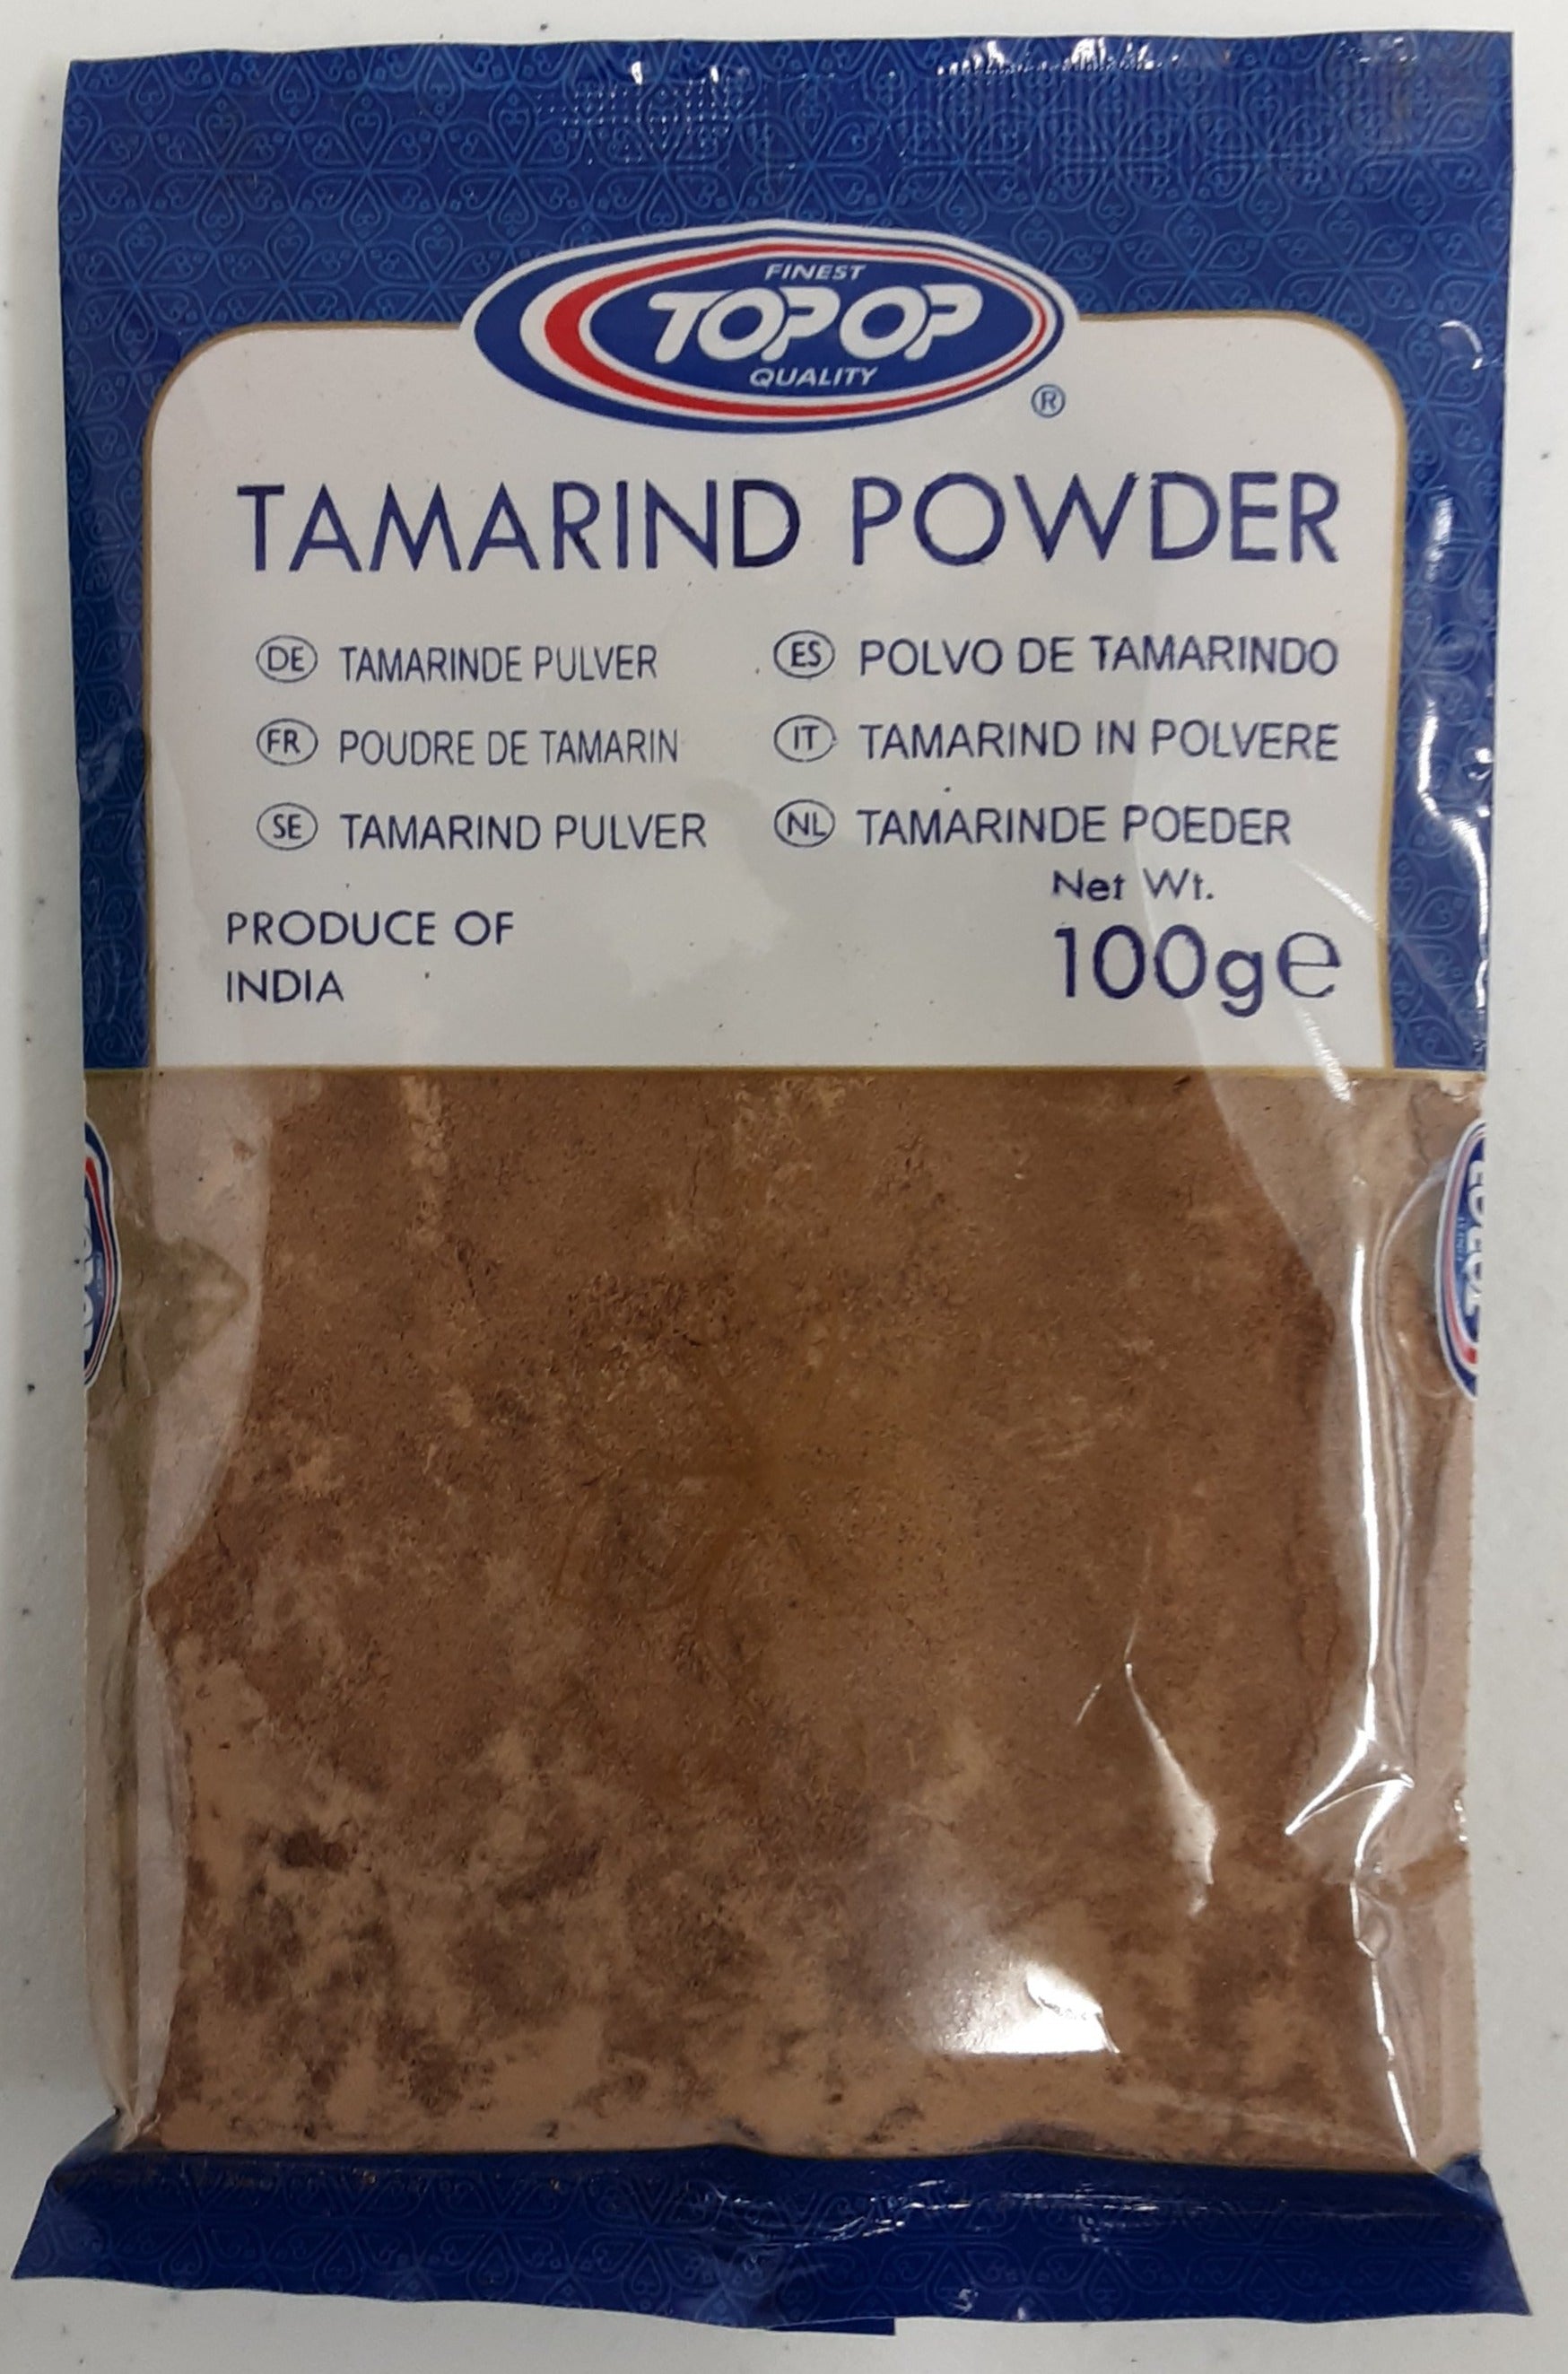 FINEST
TOPOP
QUALITY
®
TAMARIND POWDER
DE TAMARINDE PULVER
ES POLVO DE TAMARINDO
FR POUDRE DE TAMARIN
IT TAMARIND IN POLVERE
SE TAMARIND PULVER
NL TAMARINDE POEDER
PRODUCE OF
INDIA
Net Wt.
100g℮